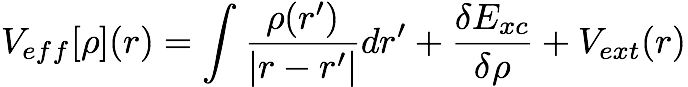 V_{eff}[\rho](r) = \int \frac{\rho(r')}{|r - r'|} dr' + \frac{\delta E_{xc}}{\delta \rho} + V_{ext}(r)